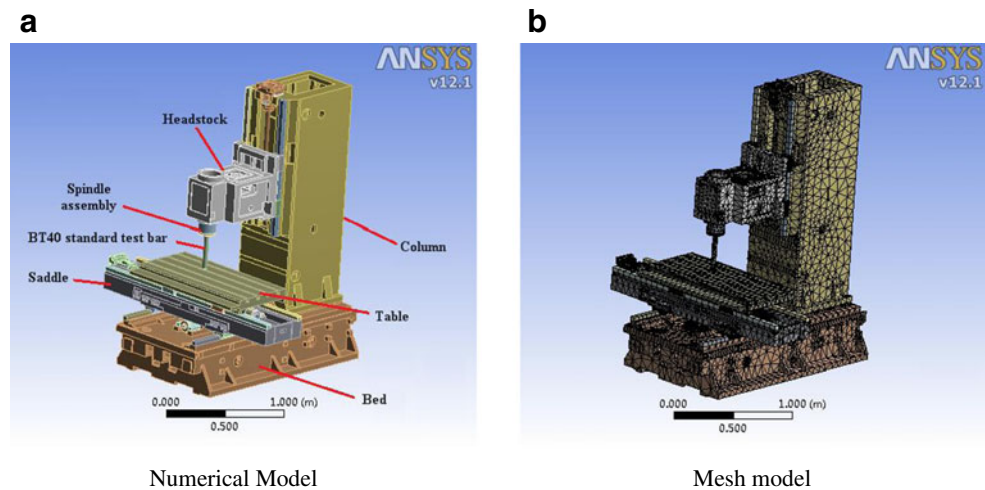 a
ANSYS
v12.1
Headstock
Spindle
assembly
BT40 standard test bar
Saddle
Column
Table
Bed
0.000
1.000 (m)
0.500
Numerical Model
b
ANSYS
v12.1
0.000
1.000 (m)
0.500
Mesh model